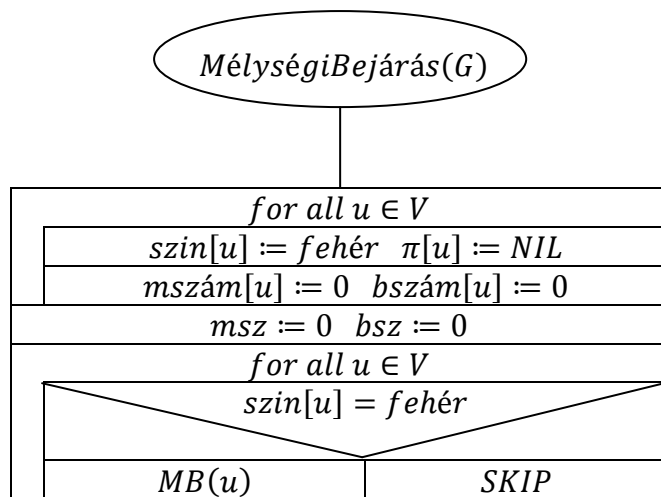 MélységiBejárás(G)
for all u ∈ V
szin[u] ≔ fehér π[u] ≔ NIL
mszám[u] ≔ 0 bszám[u] ≔ 0
msz ≔ 0 bsz ≔ 0
for all u ∈ V
szin[u] = fehér
MB(u) SKIP